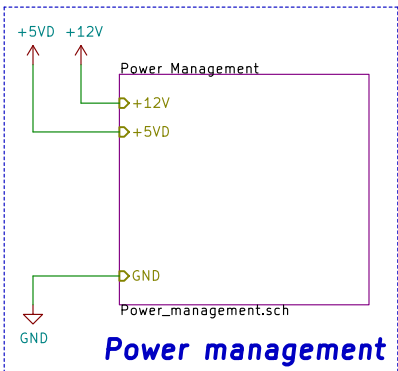 +5VD +12V
Power Management
+12V
+5VD
GND
Power_management.sch
GND
Power management